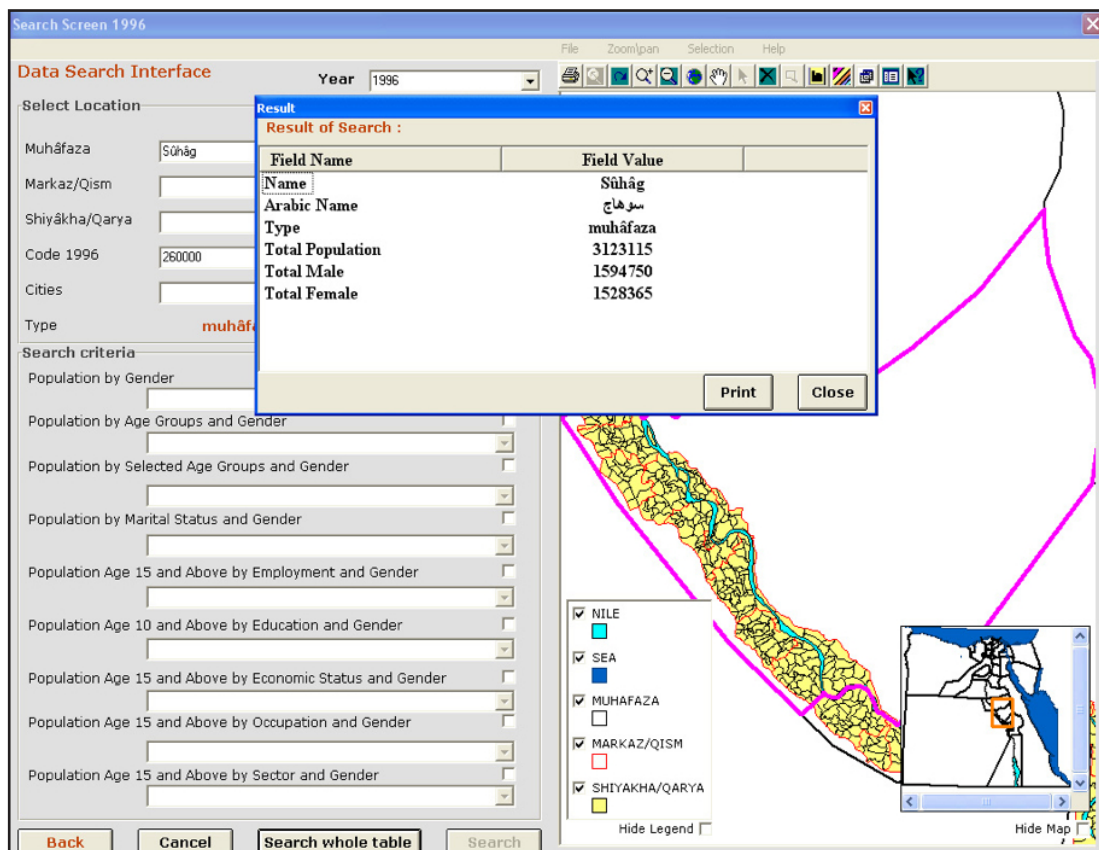 Search Screen 1996
File Zoom\pan Selection Help
Data Search Interface
Year 1996
Select Location
Muhâfaza Sûhâg
Markaz/Qism
Shiyâkha/Qarya
Code 1996 260000
Cities
Type
Result
Result of Search :
Field Name Field Value
Name Sûhâg
Arabic Name سوهاج
Type muhâfaza
Total Population 3123115
Total Male 1594750
Total Female 1528365
Print Close
Search criteria
Population by Gender
Population by Age Groups and Gender
Population by Selected Age Groups and Gender
Population by Marital Status and Gender
Population Age 15 and Above by Employment and Gender
Population Age 10 and Above by Education and Gender
Population Age 15 and Above by Economic Status and Gender
Population Age 15 and Above by Occupation and Gender
Population Age 15 and Above by Sector and Gender
Back Cancel Search whole table Search
NILE
SEA
MUHAFAZA
MARKAZ/QISM
SHIYAKHA/QARYA
Hide Legend
Hide Map